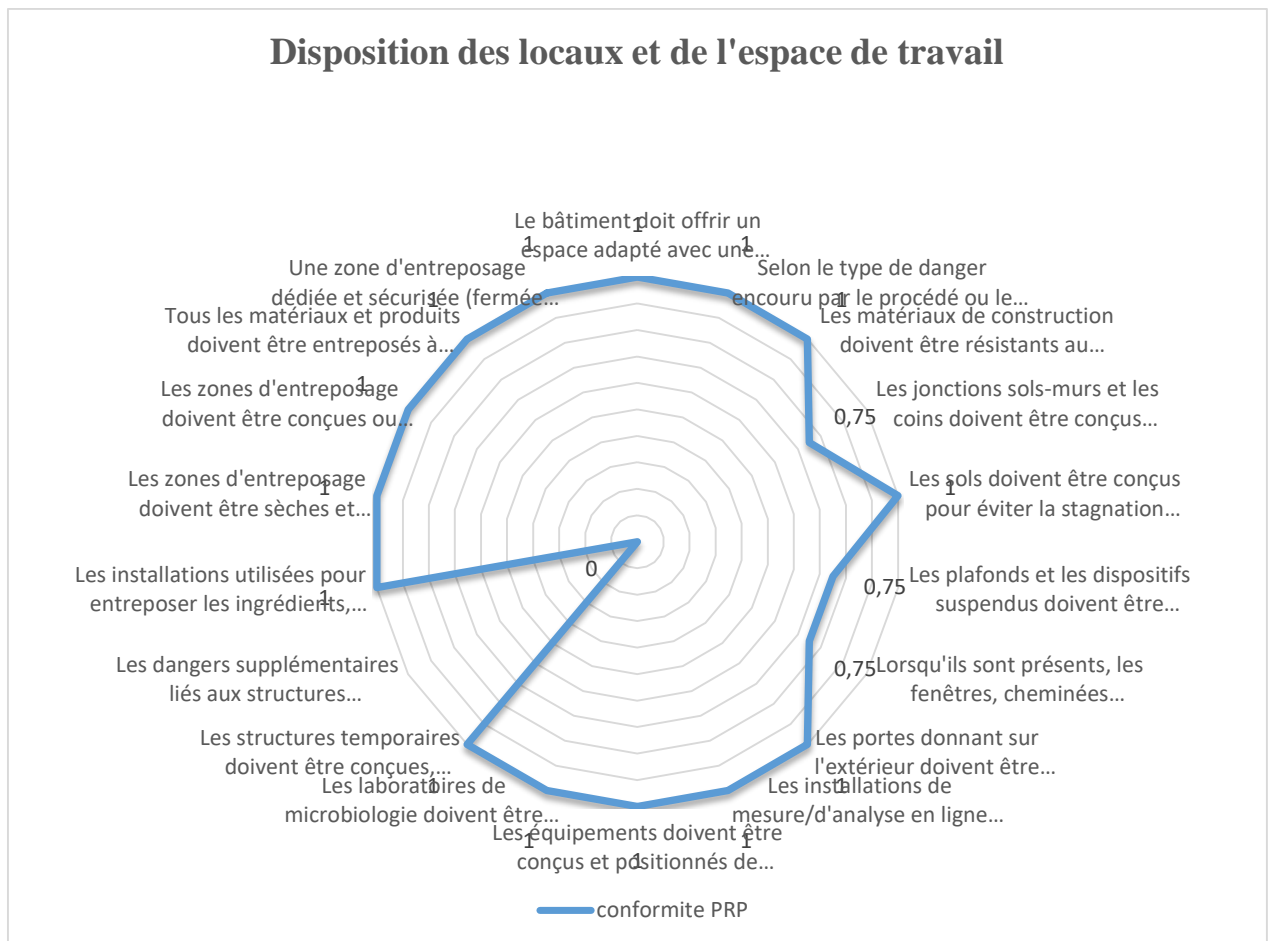 Disposition des locaux et de l'espace de travail
Le bâtiment doit offrir un
espace adapté avec une…
1
Selon le type de danger
encouru par le procédé ou le…
1
Les matériaux de construction
doivent être résistants au…
1
Les jonctions sols-murs et les
coins doivent être conçus…
0,75
Les sols doivent être conçus
pour éviter la stagnation…
1
Les plafonds et les dispositifs
suspendus doivent être…
0,75
Lorsqu'ils sont présents, les
fenêtres, cheminées…
0,75
Les portes donnant sur
l'extérieur doivent être…
1
Les installations de
mesure/d'analyse en ligne…
1
Les équipements doivent être
conçus et positionnés de…
1
Les laboratoires de
microbiologie doivent être…
1
Les structures temporaires
doivent être conçues,…
1
Les dangers supplémentaires
liés aux structures…
0
Les installations utilisées pour
entreposer les ingrédients,…
1
Les zones d'entreposage
doivent être sèches et…
1
Les zones d'entreposage
doivent être conçues ou…
1
Tous les matériaux et produits
doivent être entreposés à…
1
Une zone d'entreposage
dédiée et sécurisée (fermée…
1
conformite PRP